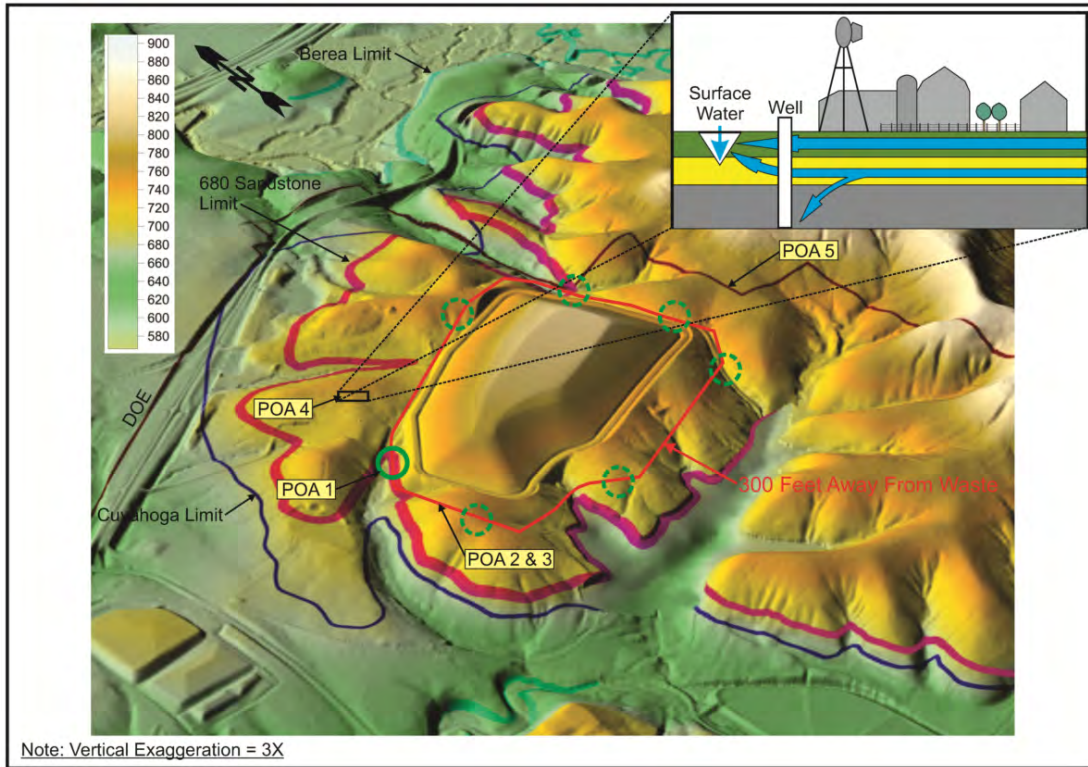 900
880
860
840
820
800
780
760
740
720
700
680
660
640
620
600
580
N
Berea Limit
680 Sandstone
Limit
Surface
Water
Well
POA 5
DOE
POA 4
POA 1
Cuyahoga Limit
300 Feet Away From Waste
POA 2 & 3
Note: Vertical Exaggeration = 3X